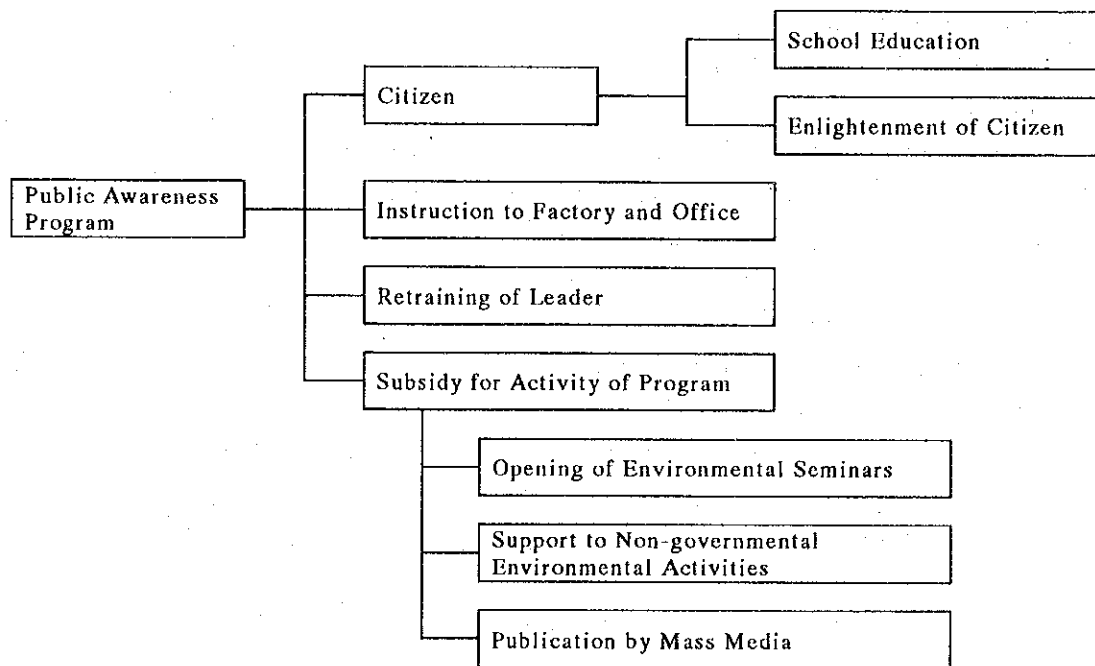 School Education
Citizen
Enlightenment of Citizen
Public Awareness
Program
Instruction to Factory and Office
Retraining of Leader
Subsidy for Activity of Program
Opening of Environmental Seminars
Support to Non-governmental
Environmental Activities
Publication by Mass Media